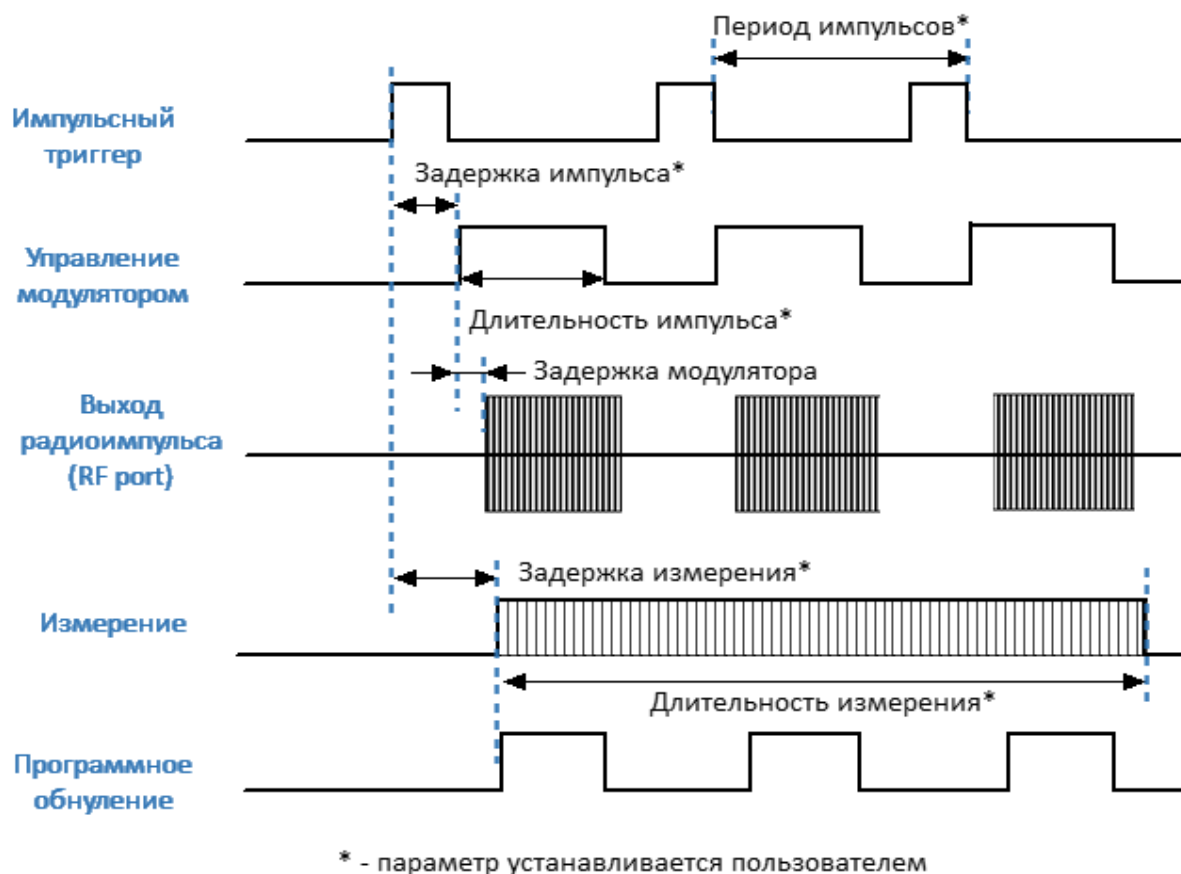 Период импульсов*
Импульсный
триггер
Задержка импульса*
Управление
модулятором
Длительность импульса*
Задержка модулятора
Выход
радиоимпульса
(RF port)
Задержка измерения*
Измерение
Длительность измерения*
Программное
обнуление
* - параметр устанавливается пользователем